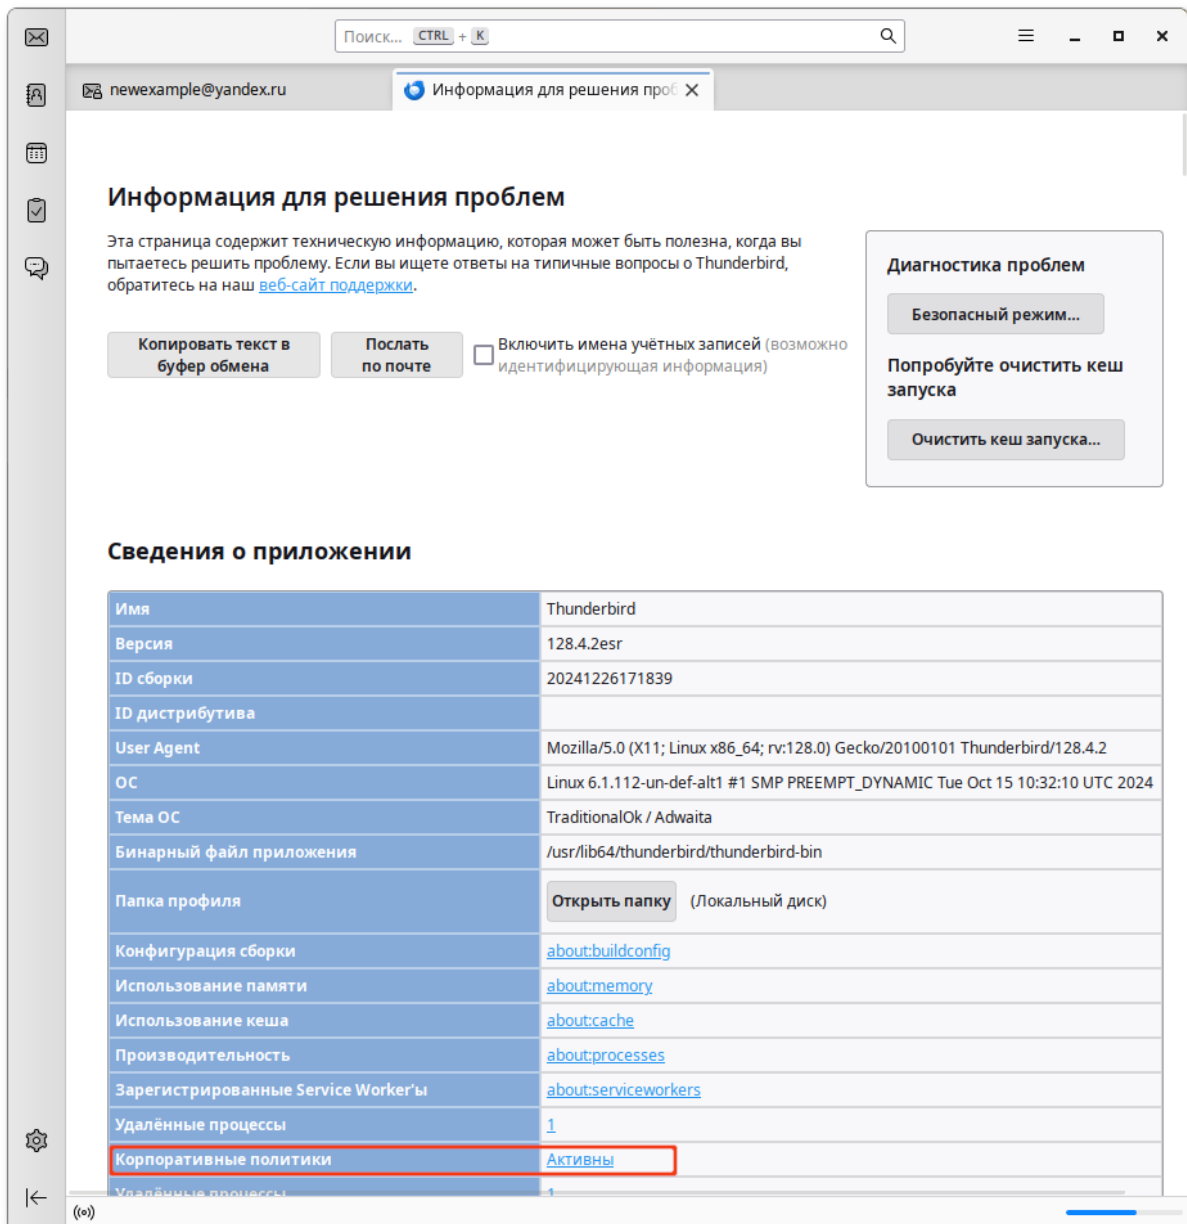 Поиск... CTRL + K
newexample@yandex.ru
Информация для решения проб
Информация для решения проблем
Эта страница содержит техническую информацию, которая может быть полезна, когда вы
пытаетесь решить проблему. Если вы ищете ответы на типичные вопросы о Thunderbird,
обратитесь на наш веб-сайт поддержки.
Копировать текст в
буфер обмена
Послать
по почте
Включить имена учётных записей (возможно
идентифицирующая информация)
Диагностика проблем
Безопасный режим...
Попробуйте очистить кеш
запуска
Очистить кеш запуска...
Сведения о приложении
Имя Thunderbird
Версия 128.4.2esr
ID сборки 20241226171839
ID дистрибутива
User Agent Mozilla/5.0 (X11; Linux x86_64; rv:128.0) Gecko/20100101 Thunderbird/128.4.2
ОС Linux 6.1.112-un-def-alt1 #1 SMP PREEMPT_DYNAMIC Tue Oct 15 10:32:10 UTC 2024
Тема ОС TraditionalOk / Adwaita
Бинарный файл приложения /usr/lib64/thunderbird/thunderbird-bin
Папка профиля Открыть папку (Локальный диск)
Конфигурация сборки about:buildconfig
Использование памяти about:memory
Использование кеша about:cache
Производительность about:processes
Зарегистрированные Service Worker'ы about:serviceworkers
Удалённые процессы 1
Корпоративные политики Активны
Удалённые процессы 1